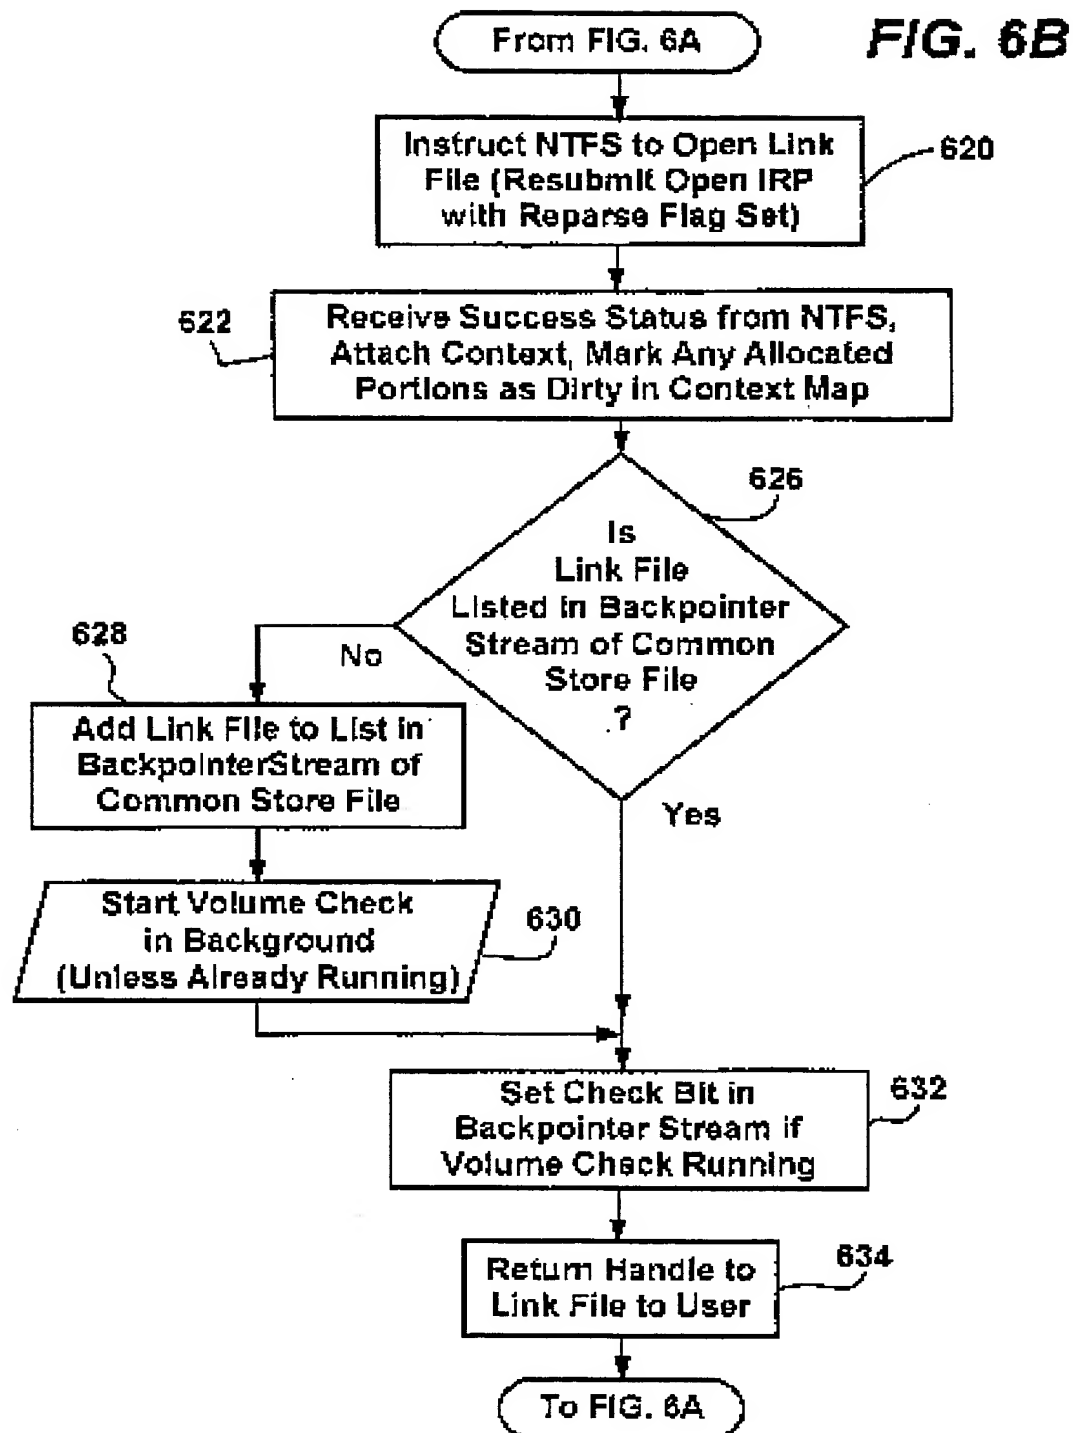 From FIG. 6A
FIG. 6B
Instruct NTFS to Open Link
File (Resubmit Open IRP
with Reparse Flag Set)
620
622
Receive Success Status from NTFS,
Attach Context, Mark Any Allocated
Portions as Dirty in Context Map
626
Is
Link File
Listed in Backpointer
Stream of Common
Store File
?
628
No
Add Link File to List in
BackpointerStream of
Common Store File
Yes
Start Volume Check
in Background
(Unless Already Running)
630
Set Check Bit in
Backpointer Stream if
Volume Check Running
632
Return Handle to
Link File to User
634
To FIG. 6A